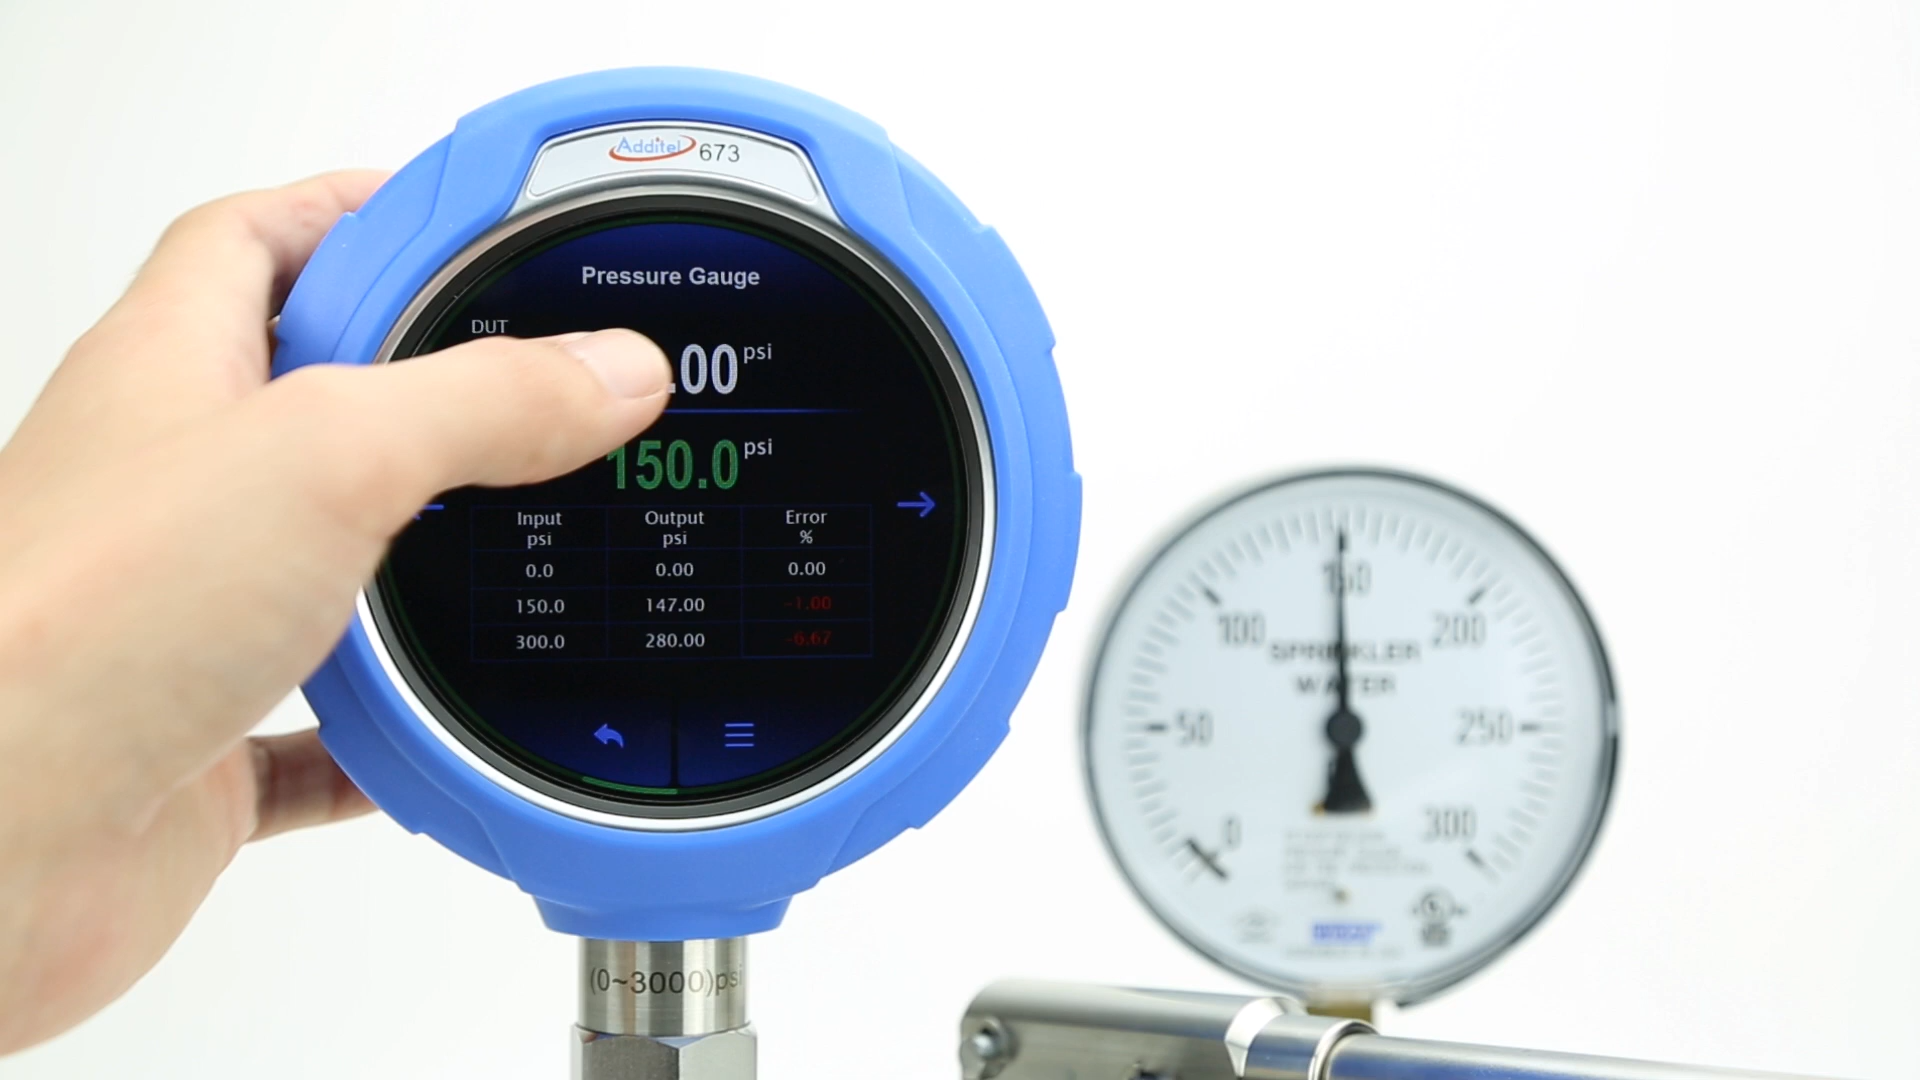 Additel 673
Pressure Gauge
DUT
.00 psi
150.0 psi
Input psi Output psi Error %
0.0 0.00 0.00
150.0 147.00 -1.00
300.0 280.00 -6.67
(0~3000)psi
150
100 200
SPRINKLER
WATER
50 250
0 300